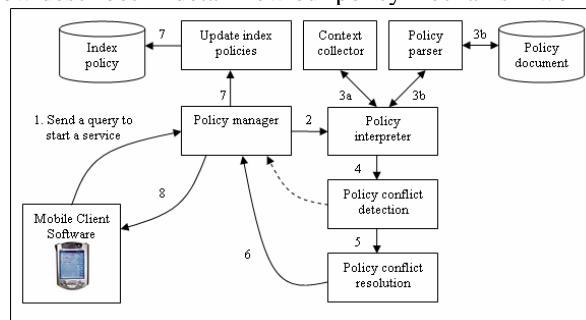 Index
policy
7
Update index
policies
Context
collector
Policy
parser
3b
Policy
document
7
3a
3b
1. Send a query to
start a service
Policy manager
2
Policy
interpreter
4
8
Policy conflict
detection
Mobile Client
Software
6
5
Policy conflict
resolution